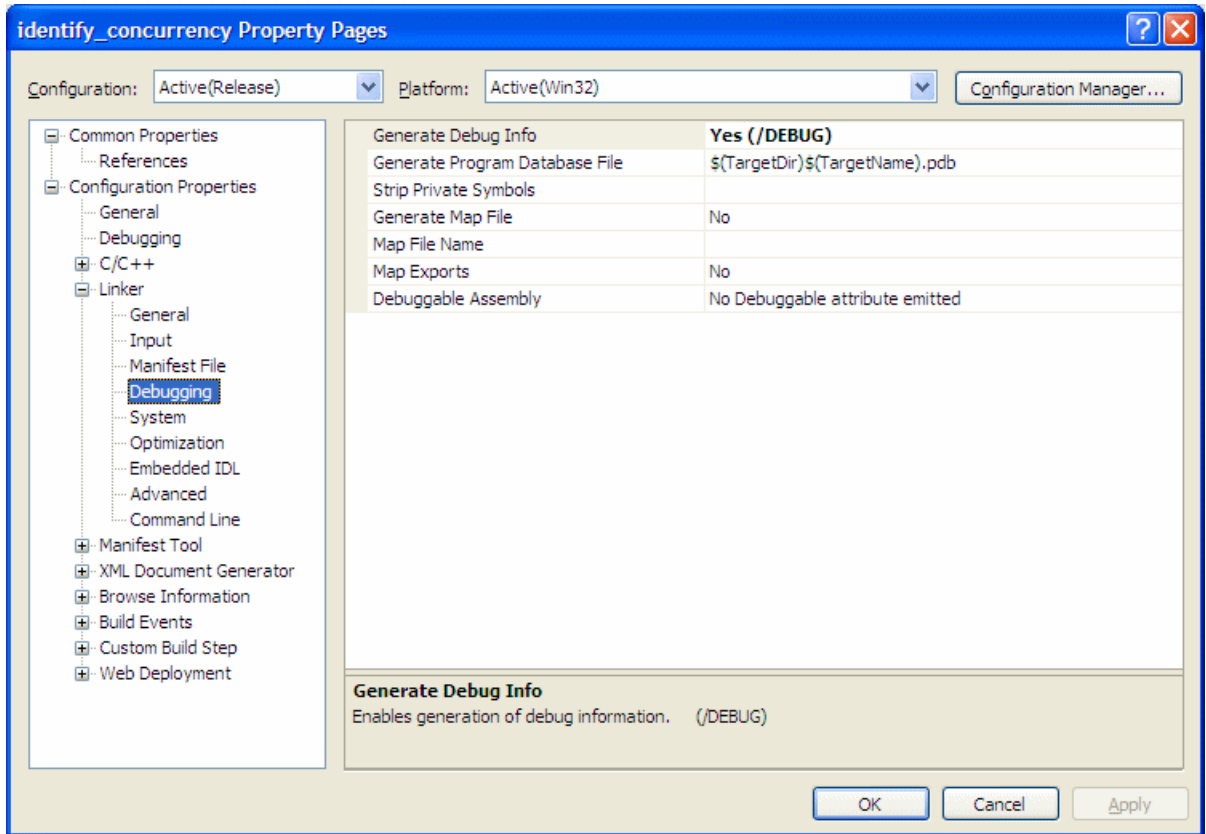 identify_concurrency Property Pages
Configuration: Active(Release) Platform: Active(Win32) Configuration Manager...
Common Properties
References
Configuration Properties
General
Debugging
C/C++
Linker
General
Input
Manifest File
Debugging
System
Optimization
Embedded IDL
Advanced
Command Line
Manifest Tool
XML Document Generator
Browse Information
Build Events
Custom Build Step
Web Deployment
Generate Debug Info Yes (/DEBUG)
Generate Program Database File $(TargetDir)$(TargetName).pdb
Strip Private Symbols
Generate Map File No
Map File Name
Map Exports No
Debuggable Assembly No Debuggable attribute emitted
Generate Debug Info
Enables generation of debug information. (/DEBUG)
OK Cancel Apply